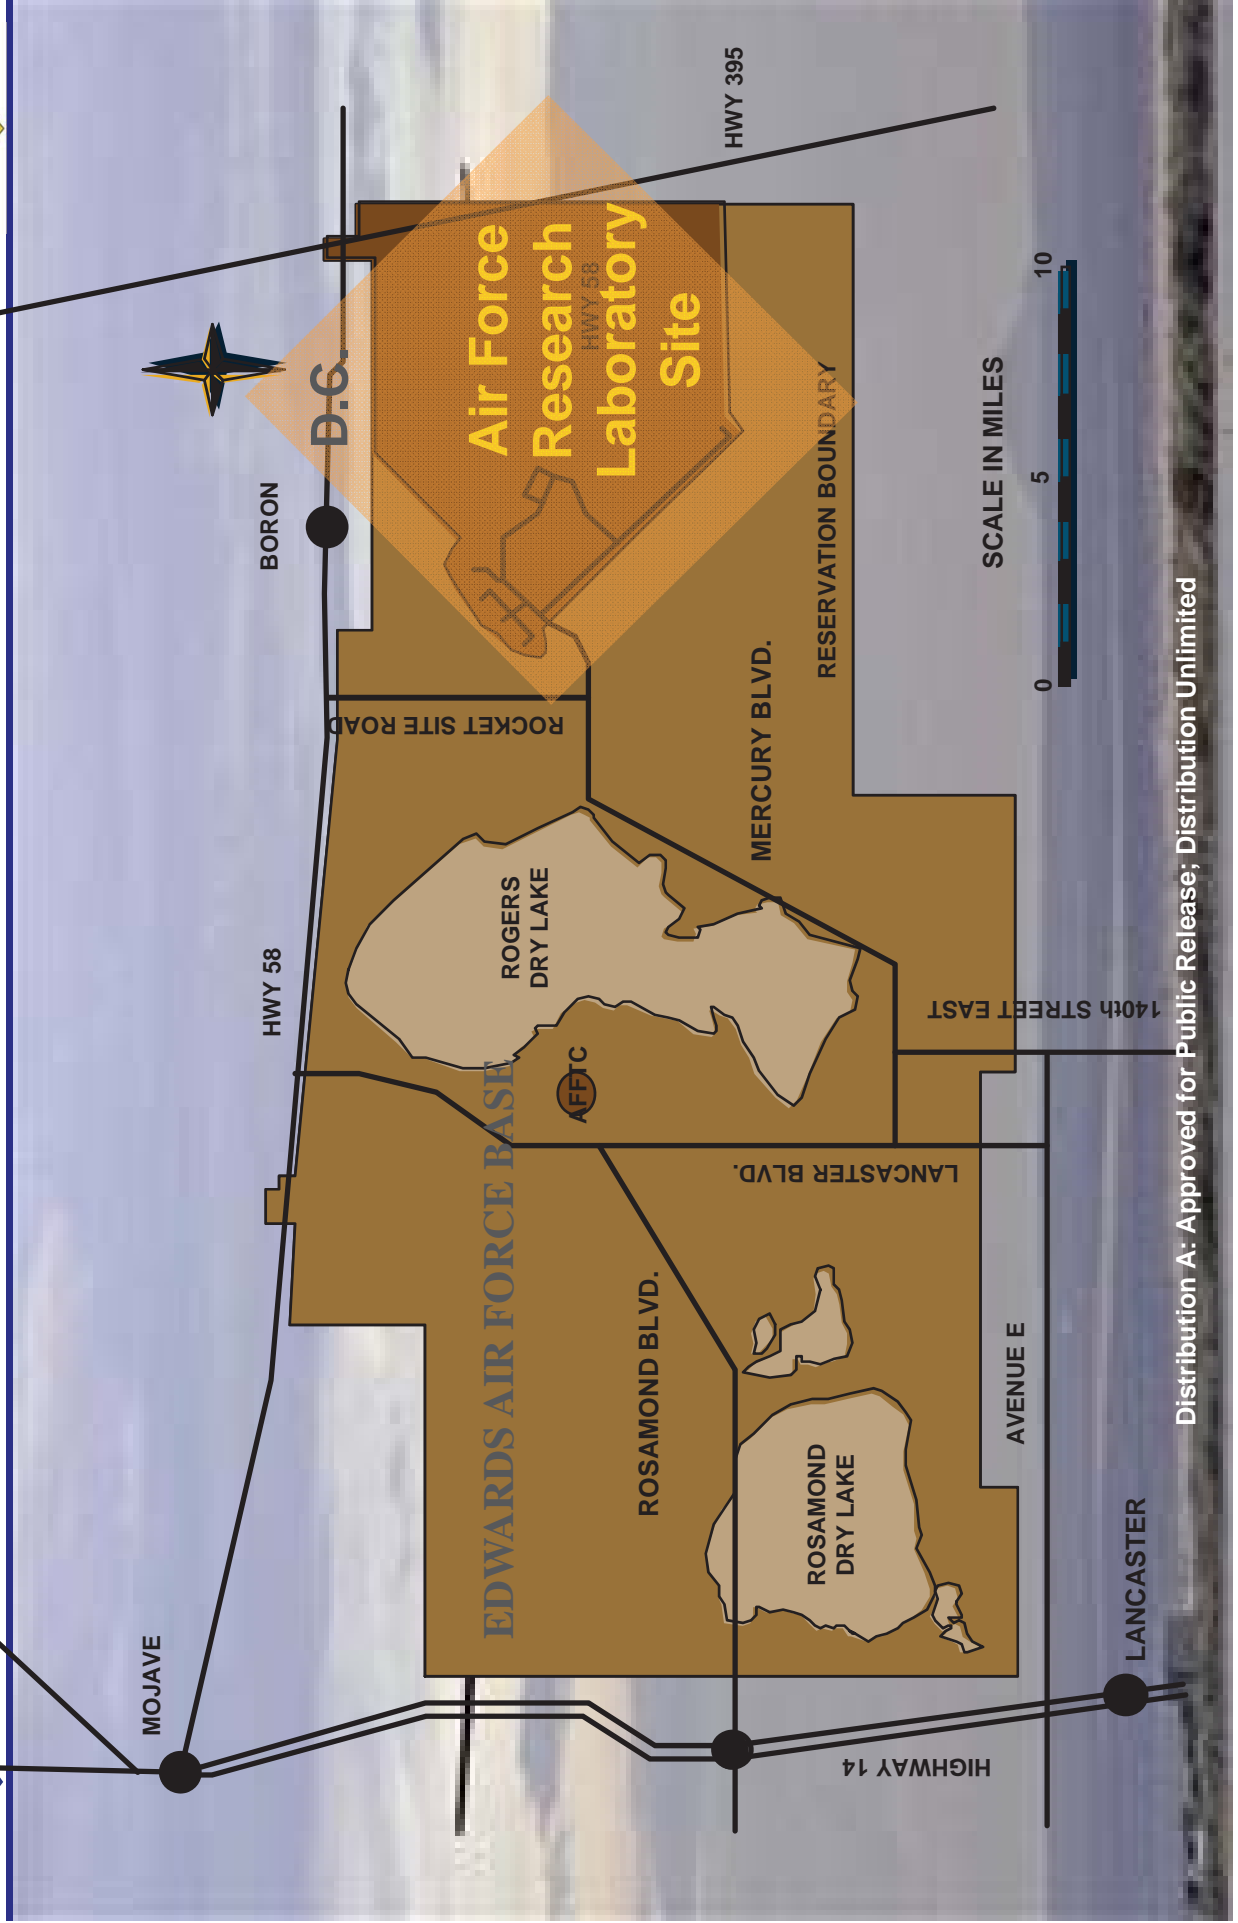 MOJAVE
HWY 58
BORON
D.C.
HWY 395
EDWARDS AIR FORCE BASE
AFFTC
ROGERS
DRY LAKE
ROCKET SITE ROAD
Air Force
Research
HWY 58
Laboratory
Site
ROSAMOND BLVD.
MERCURY BLVD.
LANCASTER BLVD.
RESERVATION BOUNDARY
ROSAMOND
DRY LAKE
HIGHWAY 14
140th STREET EAST
AVENUE E
SCALE IN MILES
0 5 10
LANCASTER
Distribution A: Approved for Public Release; Distribution Unlimited